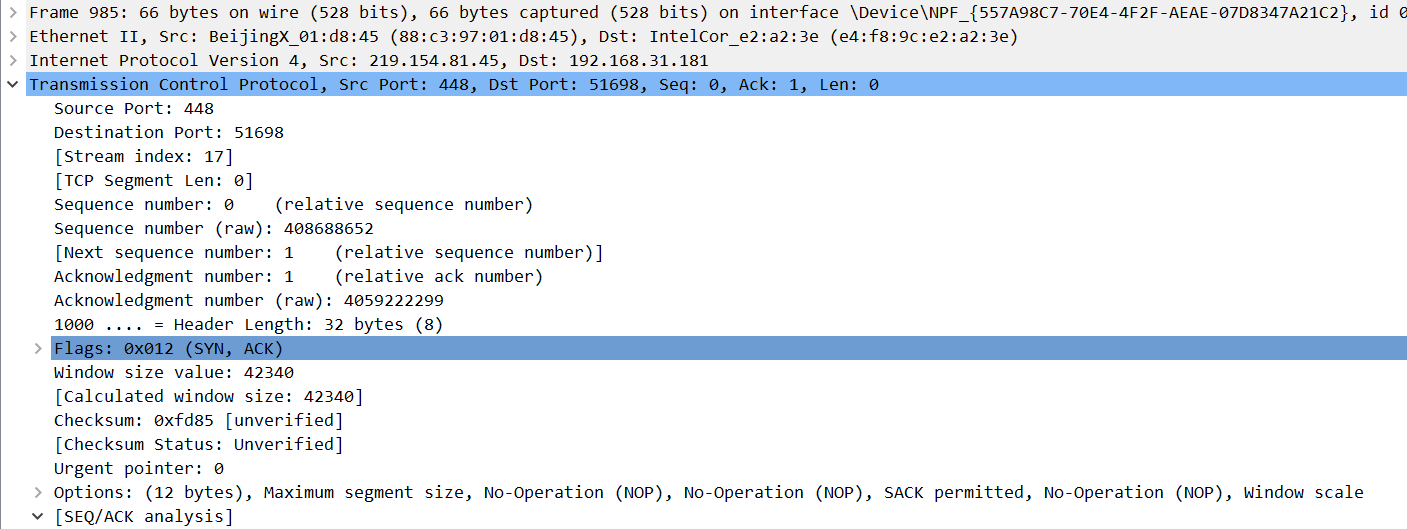 Frame 985: 66 bytes on wire (528 bits), 66 bytes captured (528 bits) on interface \Device\NPF_{557A98C7-70E4-4F2F-AEAE-07D8347A21C2}, id 0
Ethernet II, Src: BeijingX_01:d8:45 (88:c3:97:01:d8:45), Dst: IntelCor_e2:a2:3e (e4:f8:9c:e2:a2:3e)
Internet Protocol Version 4, Src: 219.154.81.45, Dst: 192.168.31.181
Transmission Control Protocol, Src Port: 448, Dst Port: 51698, Seq: 0, Ack: 1, Len: 0
Source Port: 448
Destination Port: 51698
[Stream index: 17]
[TCP Segment Len: 0]
Sequence number: 0    (relative sequence number)
Sequence number (raw): 408688652
[Next sequence number: 1    (relative sequence number)]
Acknowledgment number: 1    (relative ack number)
Acknowledgment number (raw): 4059222299
1000 .... = Header Length: 32 bytes (8)
Flags: 0x012 (SYN, ACK)
Window size value: 42340
[Calculated window size: 42340]
Checksum: 0xfd85 [unverified]
[Checksum Status: Unverified]
Urgent pointer: 0
Options: (12 bytes), Maximum segment size, No-Operation (NOP), No-Operation (NOP), SACK permitted, No-Operation (NOP), Window scale
[SEQ/ACK analysis]